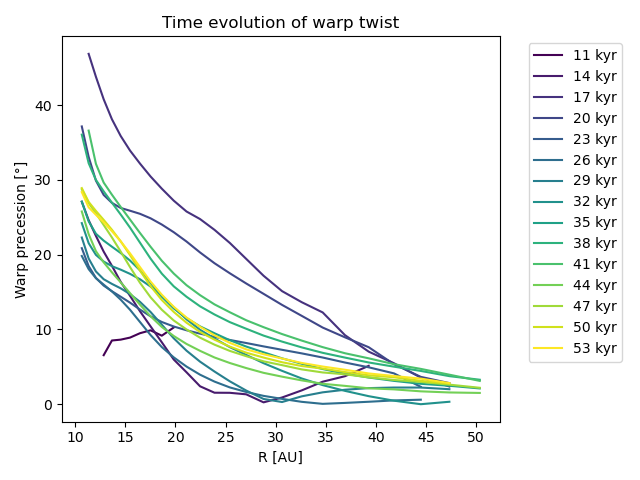 Time evolution of warp twist
Warp precession [°]
40
30
20
10
0
10 15 20 25 30 35 40 45 50
R [AU]
11 kyr
14 kyr
17 kyr
20 kyr
23 kyr
26 kyr
29 kyr
32 kyr
35 kyr
38 kyr
41 kyr
44 kyr
47 kyr
50 kyr
53 kyr